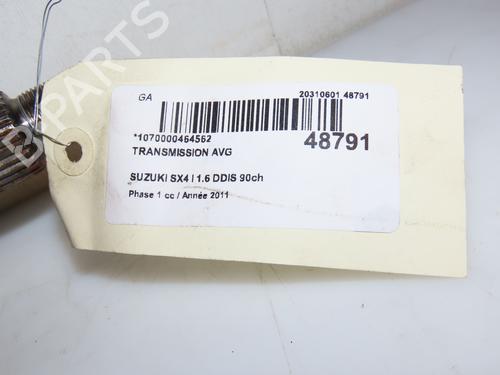 GA
20310601 48791
*1070000464562
48791
TRANSMISSION AVG
SUZUKI SX4 I 1.6 DDIS 90ch
Phase 1 cc / Année 2011
B-PARTS